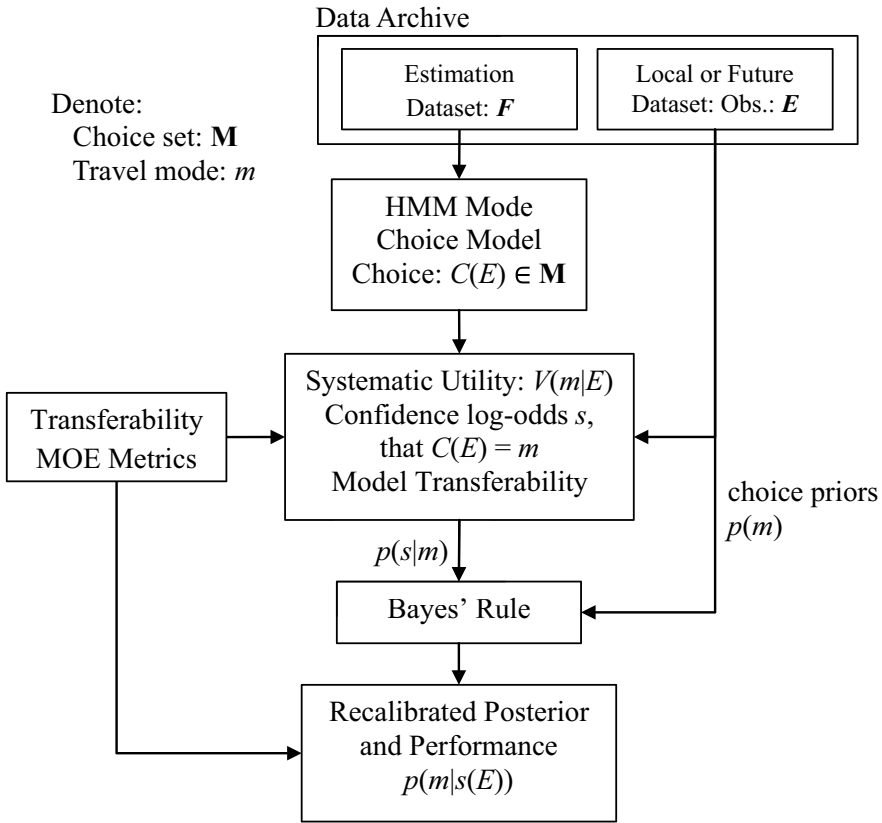 Data Archive
Estimation
Dataset: F
Local or Future
Dataset: Obs.: E
Denote:
Choice set: M
Travel mode: m
HMM Mode
Choice Model
Choice: C(E) ∈ M
Systematic Utility: V(m|E)
Confidence log-odds s,
that C(E) = m
Model Transferability
Transferability
MOE Metrics
choice priors
p(m)
p(s|m)
Bayes’ Rule
Recalibrated Posterior
and Performance
p(m|s(E))